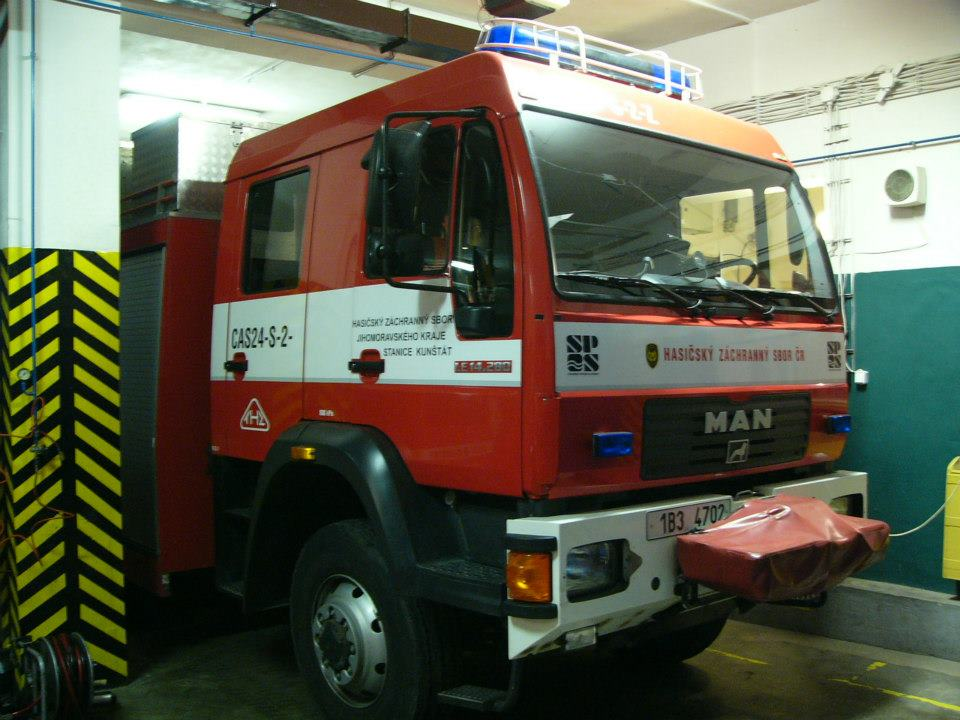 CAS24-S-2-
HASIČSKÝ ZÁCHRANNÝ SBOR
JIHOMORAVSKÉHO KRAJE
STANICE KUNŠTÁT
HASIČSKÝ ZÁCHRANNÝ SBOR ČR
MAN
1B3 4702